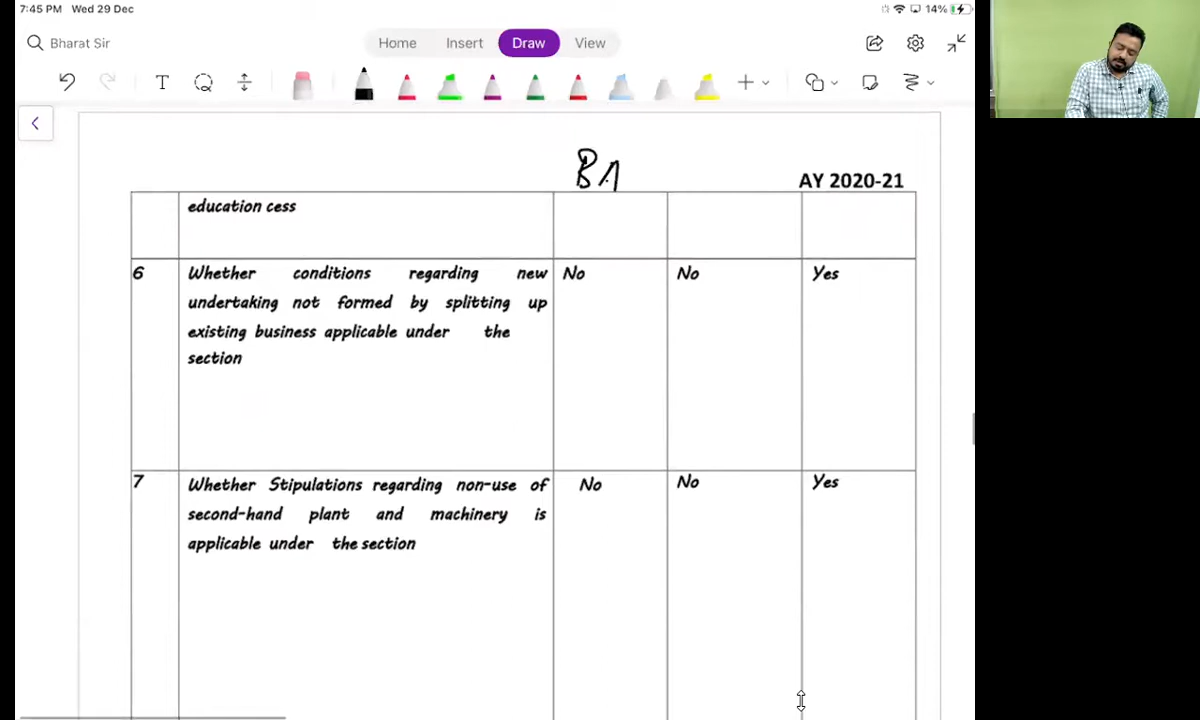 7:45 PM Wed 29 Dec
14%
Bharat Sir
Home Insert Draw View
T
AY 2020-21
education cess
6 Whether conditions regarding new No No Yes
undertaking not formed by splitting up
existing business applicable under the
section
7 Whether Stipulations regarding non-use of No No Yes
second-hand plant and machinery is
applicable under the section